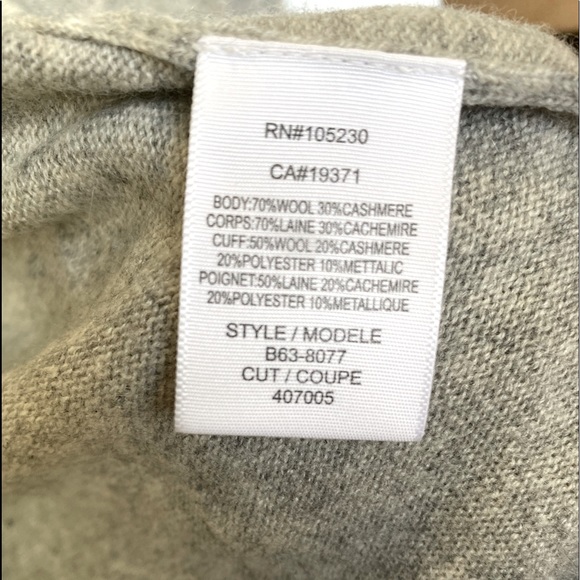 RN#105230
CA#19371
BODY:70%WOOL 30%CASHMERE
CORPS:70%LAINE 30%CACHEMIRE
CUFF:50%WOOL 20%CASHMERE
20%POLYESTER 10%METTALIC
POIGNET:50%LAINE 20%CACHEMIRE
20%POLYESTER 10%METALLIQUE
STYLE / MODELE
B63-8077
CUT / COUPE
407005